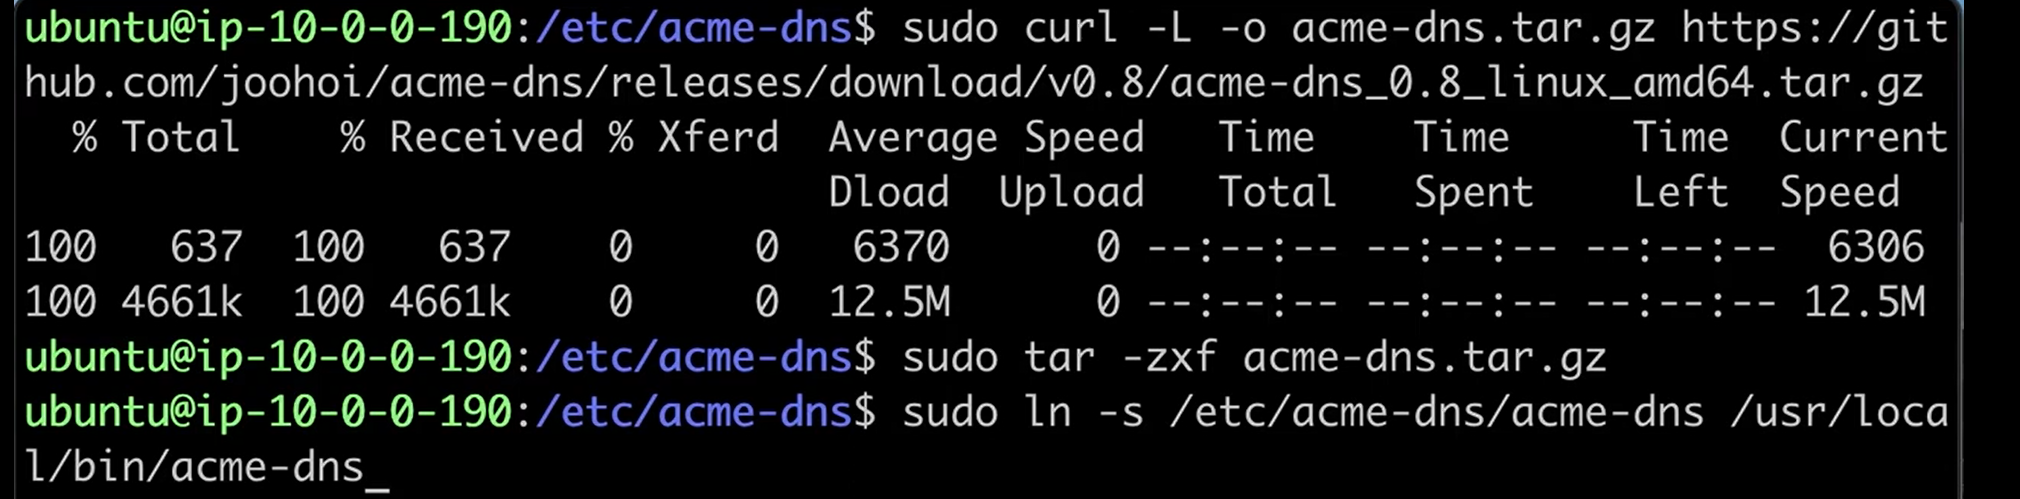 ubuntu@ip-10-0-0-190:/etc/acme-dns$ sudo curl -L -o acme-dns.tar.gz https://git
hub.com/joohoi/acme-dns/releases/download/v0.8/acme-dns_0.8_linux_amd64.tar.gz
  % Total    % Received % Xferd  Average Speed   Time    Time     Time  Current
                                 Dload  Upload   Total   Spent    Left  Speed
100   637  100   637    0     0   6370      0 --:--:-- --:--:-- --:--:--  6306
100 4661k  100 4661k    0     0  12.5M      0 --:--:-- --:--:-- --:--:-- 12.5M
ubuntu@ip-10-0-0-190:/etc/acme-dns$ sudo tar -zxf acme-dns.tar.gz
ubuntu@ip-10-0-0-190:/etc/acme-dns$ sudo ln -s /etc/acme-dns/acme-dns /usr/loca
l/bin/acme-dns_